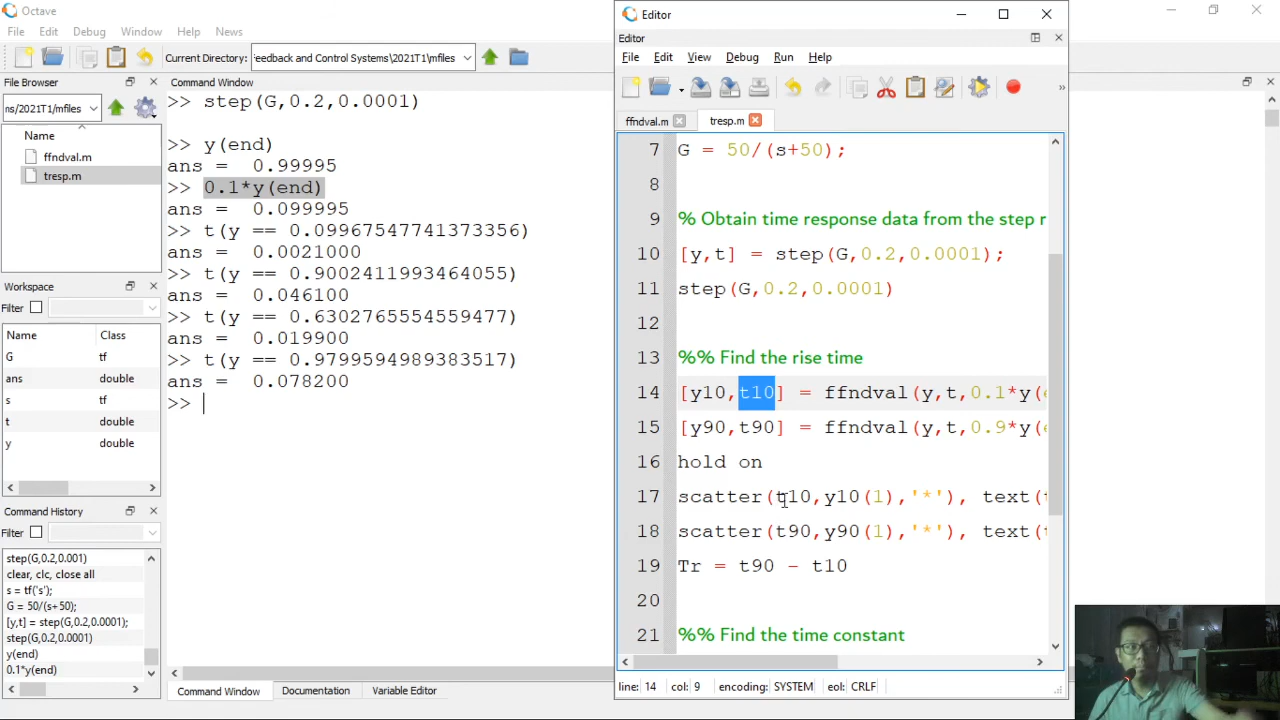 Octave
File Edit Debug Window Help News
Current Directory: Feedback and Control Systems\2021T1\mfiles
File Browser
ns/2021T1/mfiles
Name
ffndval.m
tresp.m
Workspace
Filter
Name Class
G tf
ans double
s tf
t double
y double
Command History
Filter
step(G,0.2,0.001)
clear, clc, close all
s = tf('s');
G = 50/(s+50);
[y,t] = step(G,0.2,0.0001);
step(G,0.2,0.0001)
y(end)
0.1*y(end)
Command Window
>> step(G,0.2,0.0001)
>> y(end)
ans = 0.99995
>> 0.1*y(end)
ans = 0.099995
>> t(y == 0.09967547741373356)
ans = 0.0021000
>> t(y == 0.9002411993464055)
ans = 0.046100
>> t(y == 0.6302765554559477)
ans = 0.019900
>> t(y == 0.9799594989383517)
ans = 0.078200
>>
Command Window Documentation Variable Editor
Editor
Editor
File Edit View Debug Run Help
»
ffndval.m tresp.m
7 G = 50/(s+50);
8
9 % Obtain time response data from the step r
10 [y,t] = step(G,0.2,0.0001);
11 step(G,0.2,0.0001)
12
13 %% Find the rise time
14 [y10,t10] = ffndval(y,t,0.1*y(e
15 [y90,t90] = ffndval(y,t,0.9*y(e
16 hold on
17 scatter(t10,y10(1),'*'), text(t
18 scatter(t90,y90(1),'*'), text(t
19 Tr = t90 - t10
20
21 %% Find the time constant
line: 14 col: 9 encoding: SYSTEM eol: CRLF